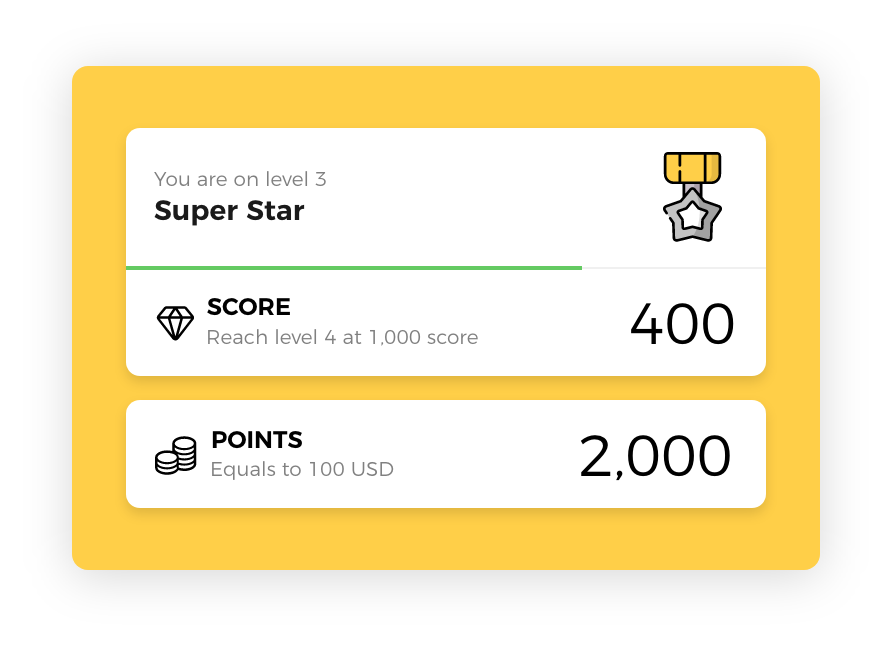 You are on level 3
Super Star
SCORE
Reach level 4 at 1,000 score
400
POINTS
Equals to 100 USD
2,000